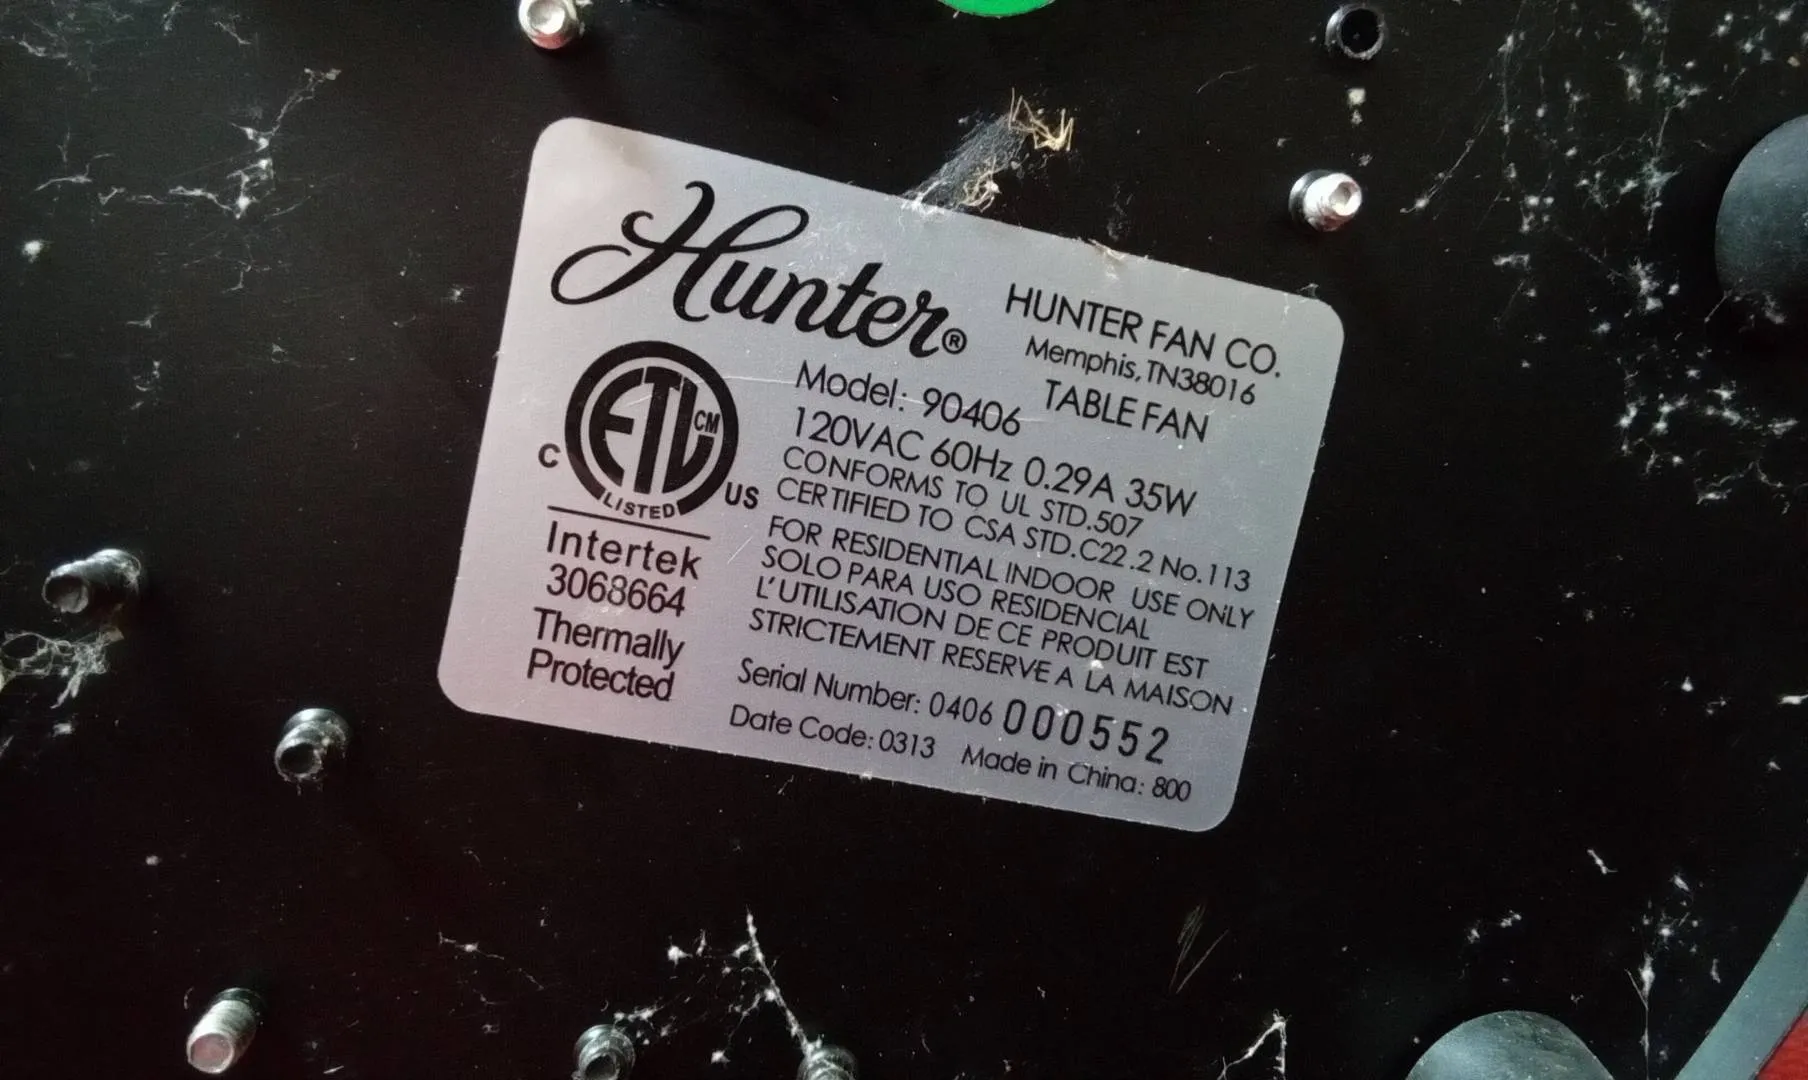 Hunter®
HUNTER FAN CO.
Memphis, TN38016
TABLE FAN
Model: 90406
120VAC 60Hz 0.29A 35W
CONFORMS TO UL STD.507
CERTIFIED TO CSA STD.C22.2 No.113
FOR RESIDENTIAL INDOOR USE ONLY
SOLO PARA USO RESIDENCIAL
L'UTILISATION DE CE PRODUIT EST
STRICTEMENT RESERVE A LA MAISON
Serial Number: 0406 000552
Date Code: 0313 Made in China: 800
ETL CM
C US
LISTED
Intertek
3068664
Thermally
Protected